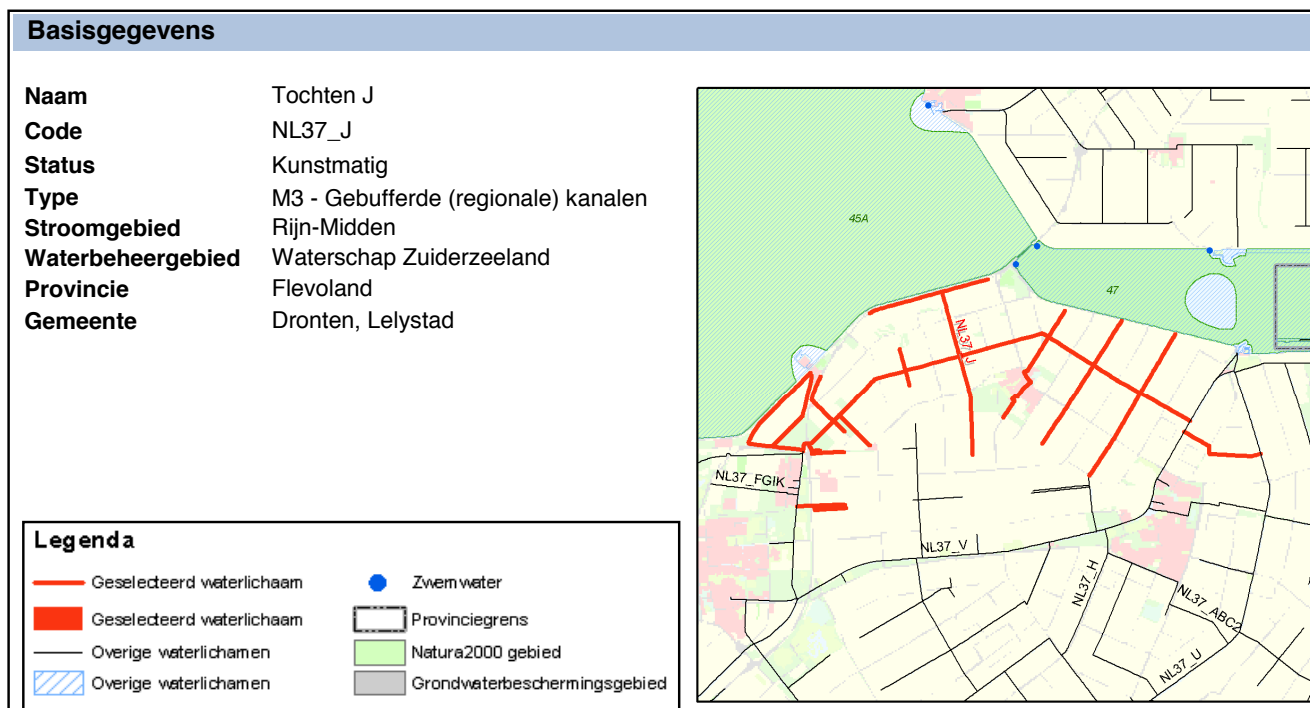 Basisgegevens
Naam Tochten J
Code NL37_J
Status Kunstmatig
Type M3 - Gebufferde (regionale) kanalen
Stroomgebied Rijn-Midden
Waterbeheergebied Waterschap Zuiderzeeland
Provincie Flevoland
Gemeente Dronten, Lelystad
45A
47
NL37_J
NL37_FGIK
NL37_V
NL37_H
NL37_ABC2
NL37_U
Legenda
Geselecteerd waterlichaam
Zwemwater
Geselecteerd waterlichaam
Provinciegrens
Overige waterlichamen
Natura2000 gebied
Overige waterlichamen
Grondwaterbeschermingsgebied